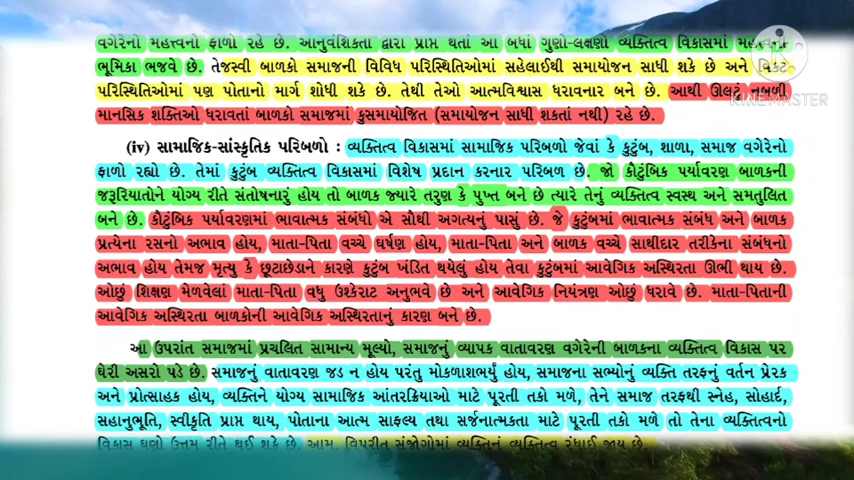 વગેરેનો મહત્ત્વનો ફાળો રહે છે. આનુવંશિકતા દ્વારા પ્રાપ્ત થતાં આ બધાં ગુણો-લક્ષણો વ્યક્તિત્વ વિકાસમાં મહત્ત્વની
ભૂમિકા ભજવે છે. તેજસ્વી બાળકો સમાજની વિવિધ પરિસ્થિતિઓમાં સહેલાઈથી સમાયોજન સાધી શકે છે અને વિકટ
પરિસ્થિતિઓમાં પણ પોતાનો માર્ગ શોધી શકે છે. તેથી તેઓ આત્મવિશ્વાસ ધરાવનાર બને છે. આથી ઊલટું નબળી
માનસિક શક્તિઓ ધરાવતાં બાળકો સમાજમાં કુસમાયોજિત (સમાયોજન સાધી શકતાં નથી) રહે છે.
(iv) સામાજિક-સાંસ્કૃતિક પરિબળો : વ્યક્તિત્વ વિકાસમાં સામાજિક પરિબળો જેવાં કે કુટુંબ, શાળા, સમાજ વગેરેનો
ફાળો રહ્યો છે. તેમાં કુટુંબ વ્યક્તિત્વ વિકાસમાં વિશેષ પ્રદાન કરનાર પરિબળ છે. જો કૌટુંબિક પર્યાવરણ બાળકની
જરૂરિયાતોને યોગ્ય રીતે સંતોષનારું હોય તો બાળક જ્યારે તરુણ કે પુખ્ત બને છે ત્યારે તેનું વ્યક્તિત્વ સ્વસ્થ અને સમતુલિત
બને છે. કૌટુંબિક પર્યાવરણમાં ભાવાત્મક સંબંધો એ સૌથી અગત્યનું પાસું છે. જે કુટુંબમાં ભાવાત્મક સંબંધ અને બાળક
પ્રત્યેના રસનો અભાવ હોય, માતા-પિતા વચ્ચે ઘર્ષણ હોય, માતા-પિતા અને બાળક વચ્ચે સાથીદાર તરીકેના સંબંધનો
અભાવ હોય તેમજ મૃત્યુ કે છૂટાછેડાને કારણે કુટુંબ ખંડિત થયેલું હોય તેવા કુટુંબમાં આવેગિક અસ્થિરતા ઊભી થાય છે.
ઓછું શિક્ષણ મેળવેલાં માતા-પિતા વધુ ઉશ્કેરાટ અનુભવે છે અને આવેગિક નિયંત્રણ ઓછું ધરાવે છે. માતા-પિતાની
આવેગિક અસ્થિરતા બાળકોની આવેગિક અસ્થિરતાનું કારણ બને છે.
આ ઉપરાંત સમાજમાં પ્રચલિત સામાન્ય મૂલ્યો, સમાજનું વ્યાપક વાતાવરણ વગેરેની બાળકના વ્યક્તિત્વ વિકાસ પર
ઘેરી અસરો પડે છે. સમાજનું વાતાવરણ જડ ન હોય પરંતુ મોકળાશભર્યું હોય, સમાજના સભ્યોનું વ્યક્તિ તરફનું વર્તન પ્રેરક
અને પ્રોત્સાહક હોય, વ્યક્તિને યોગ્ય સામાજિક આંતરક્રિયાઓ માટે પૂરતી તકો મળે, તેને સમાજ તરફથી સ્નેહ, સોહાર્દ,
સહાનુભૂતિ, સ્વીકૃતિ પ્રાપ્ત થાય, પોતાના આત્મ સાફલ્ય તથા સર્જનાત્મકતા માટે પૂરતી તકો મળે તો તેના વ્યક્તિત્વનો
વિકાસ ઘણો ઉત્તમ રીતે થઈ શકે છે. આમ, વિપરીત સંજોગોમાં વ્યક્તિનું વ્યક્તિત્વ રુંધાઈ જાય છે.
KINEMASTER